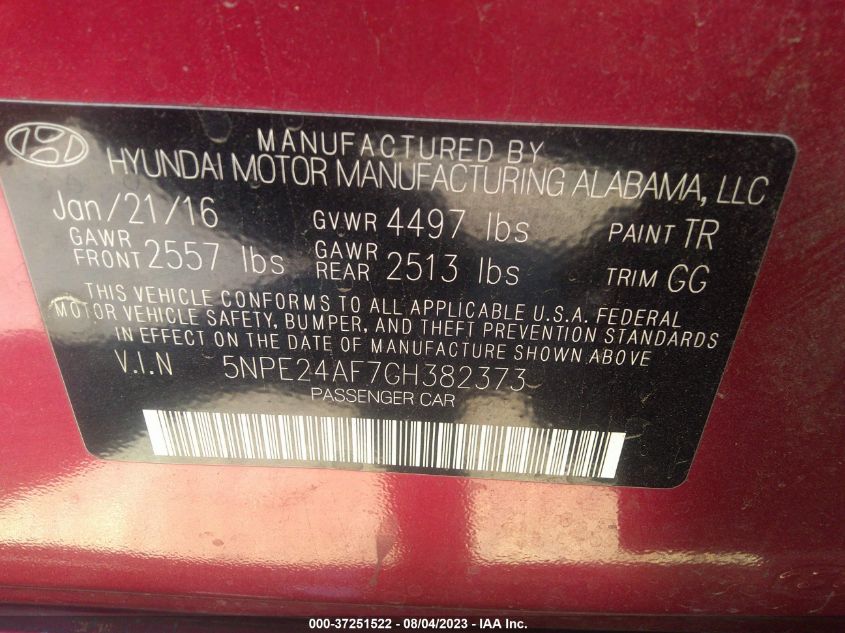 MANUFACTURED BY
HYUNDAI MOTOR MANUFACTURING ALABAMA, LLC
Jan/21/16 GVWR 4497 lbs PAINT TR
GAWR FRONT 2557 lbs GAWR REAR 2513 lbs TRIM GG
THIS VEHICLE CONFORMS TO ALL APPLICABLE U.S.A. FEDERAL
MOTOR VEHICLE SAFETY, BUMPER, AND THEFT PREVENTION STANDARDS
IN EFFECT ON THE DATE OF MANUFACTURE SHOWN ABOVE.
V.I.N 5NPE24AF7GH382373
PASSENGER CAR
000-37251522 - 08/04/2023 - IAA Inc.